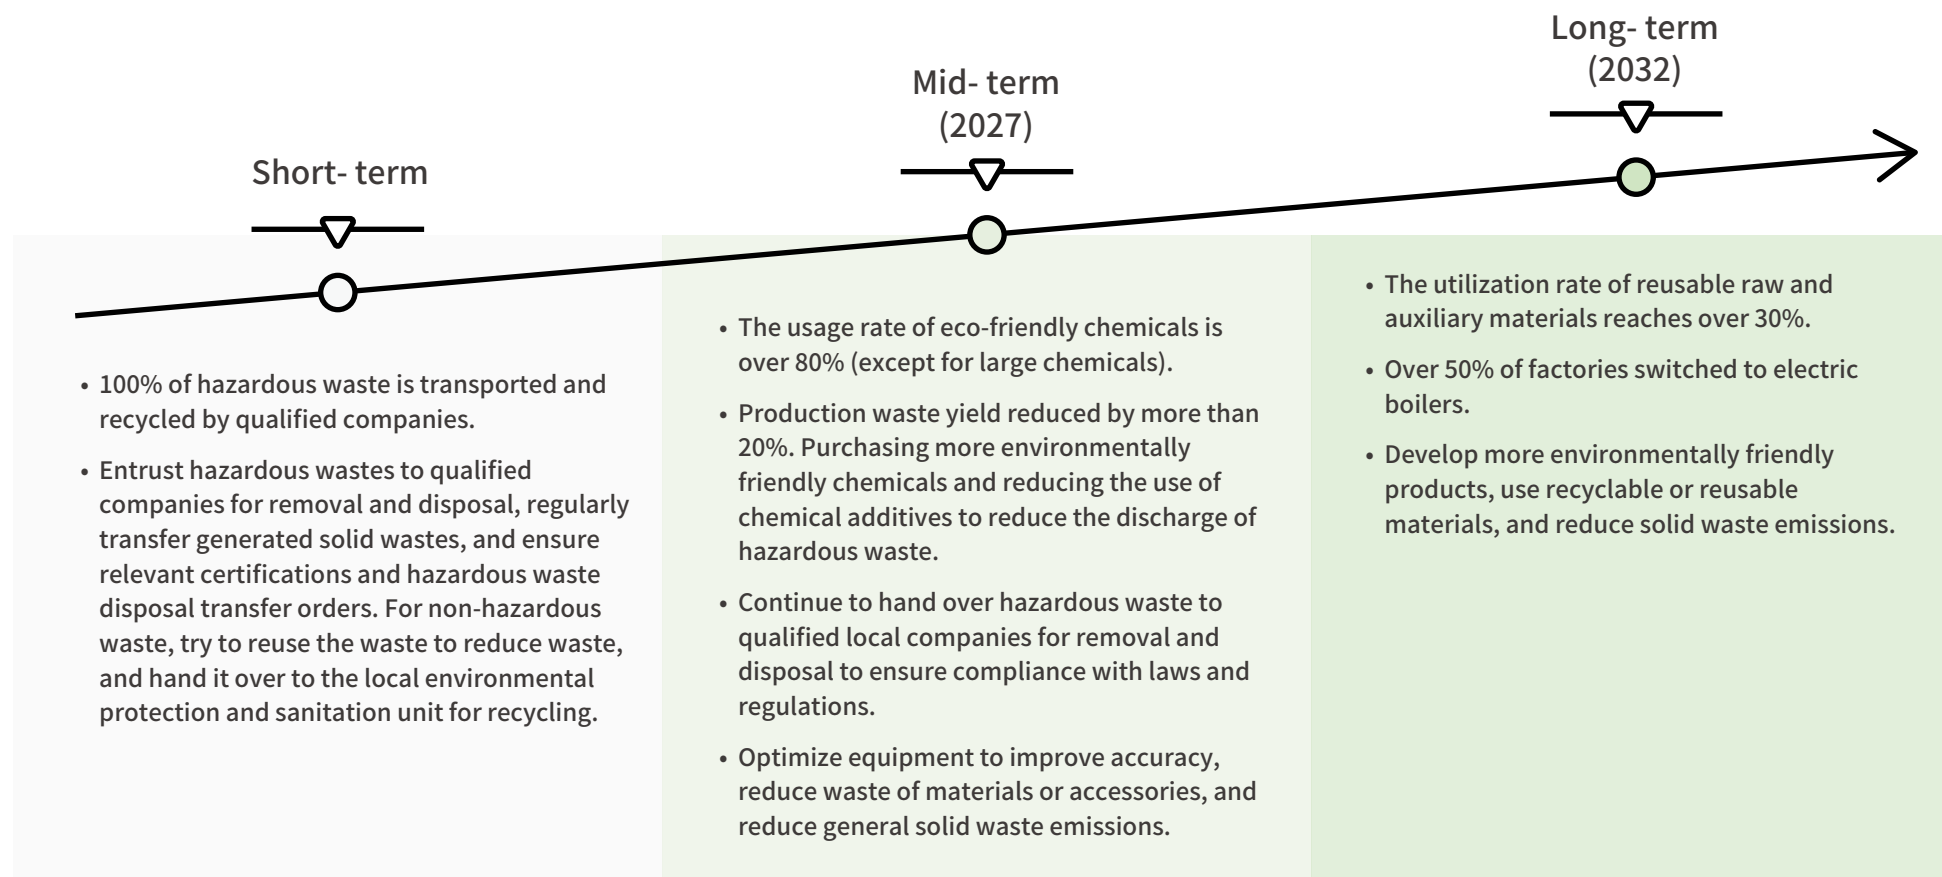 Short- term
• 100% of hazardous waste is transported and
recycled by qualified companies.
• Entrust hazardous wastes to qualified
companies for removal and disposal, regularly
transfer generated solid wastes, and ensure
relevant certifications and hazardous waste
disposal transfer orders. For non-hazardous
waste, try to reuse the waste to reduce waste,
and hand it over to the local environmental
protection and sanitation unit for recycling.
Mid- term
(2027)
• The usage rate of eco-friendly chemicals is
over 80% (except for large chemicals).
• Production waste yield reduced by more than
20%. Purchasing more environmentally
friendly chemicals and reducing the use of
chemical additives to reduce the discharge of
hazardous waste.
• Continue to hand over hazardous waste to
qualified local companies for removal and
disposal to ensure compliance with laws and
regulations.
• Optimize equipment to improve accuracy,
reduce waste of materials or accessories, and
reduce general solid waste emissions.
Long- term
(2032)
• The utilization rate of reusable raw and
auxiliary materials reaches over 30%.
• Over 50% of factories switched to electric
boilers.
• Develop more environmentally friendly
products, use recyclable or reusable
materials, and reduce solid waste emissions.